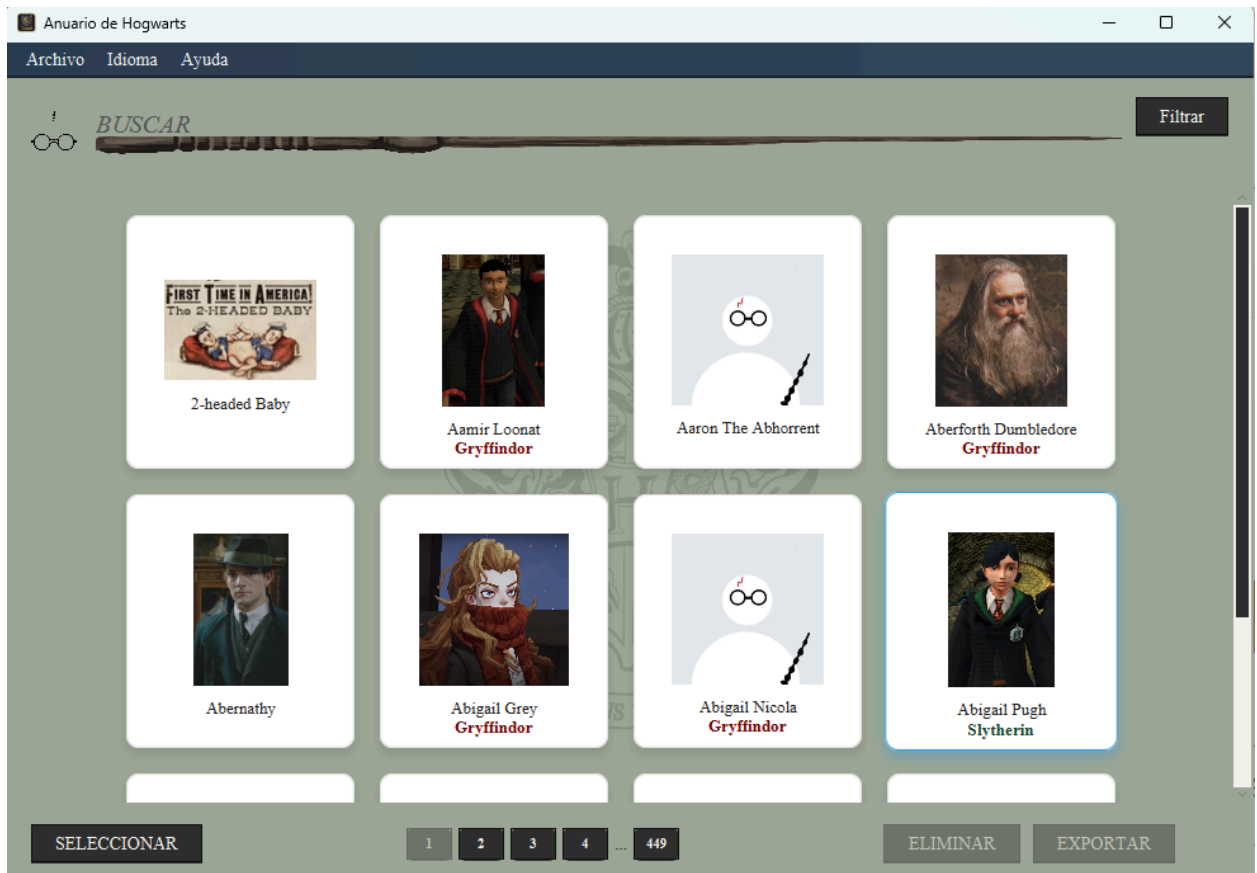 Anuario de Hogwarts
Archivo Idioma Ayuda
BUSCAR
Filtrar
FIRST TIME IN AMERICA!
The 2-HEADED BABY
2-headed Baby
Aamir Loonat
Gryffindor
Aaron The Abhorrent
Aberforth Dumbledore
Gryffindor
Abernathy
Abigail Grey
Gryffindor
Abigail Nicola
Gryffindor
Abigail Pugh
Slytherin
SELECCIONAR
1 2 3 4 ... 449
ELIMINAR
EXPORTAR